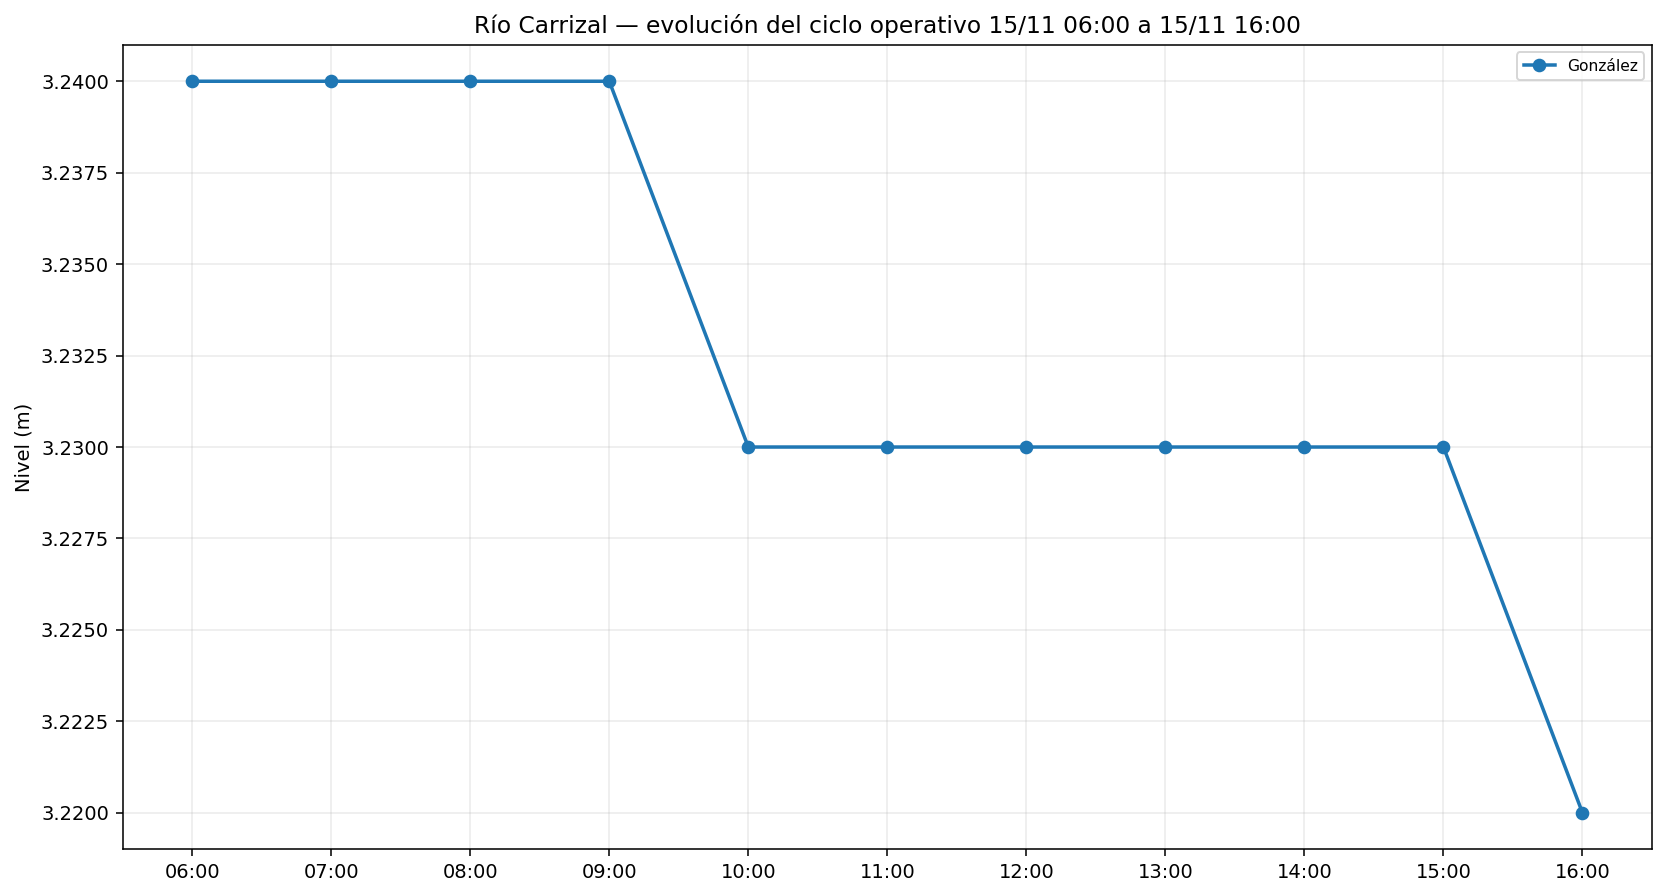 Río Carrizal — evolución del ciclo operativo 15/11 06:00 a 15/11 16:00
González
Nivel (m)
3.2400
3.2375
3.2350
3.2325
3.2300
3.2275
3.2250
3.2225
3.2200
06:00 07:00 08:00 09:00 10:00 11:00 12:00 13:00 14:00 15:00 16:00